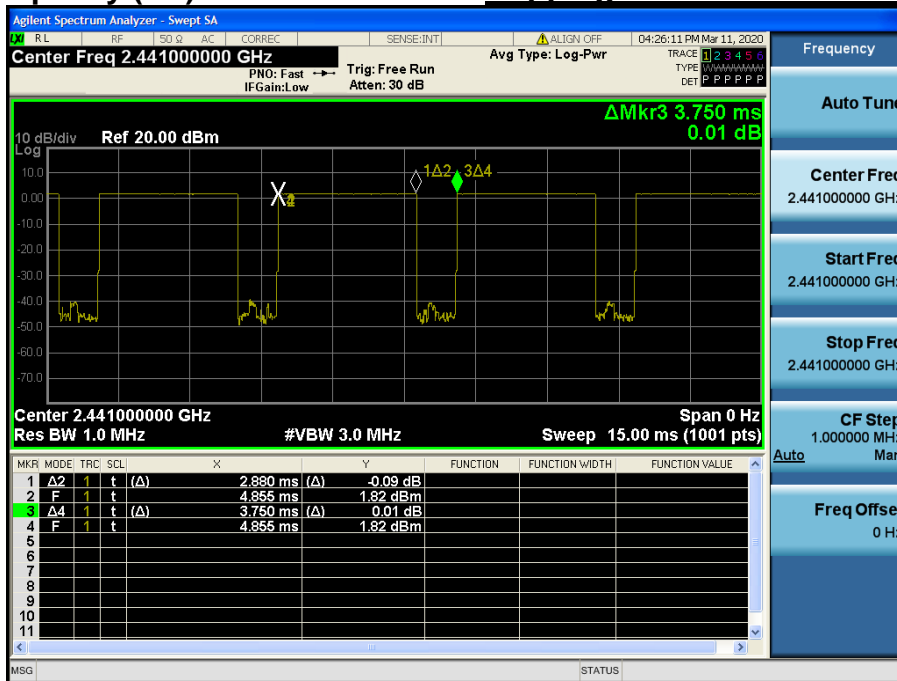 Agilent Spectrum Analyzer - Swept SA
LXI RL RF 50 Ω AC CORREC SENSE:INT ALIGN OFF 04:26:11 PM Mar 11, 2020
Center Freq 2.441000000 GHz Avg Type: Log-Pwr TRACE 1 2 3 4 5 6
PNO: Fast Trig: Free Run TYPE WWWWWW
IFGain:Low Atten: 30 dB DET P P P P P P
Frequency
Auto Tune
ΔMkr3 3.750 ms
10 dB/div Ref 20.00 dBm 0.01 dB
Log
10.0
0.00
-10.0
-20.0
-30.0
-40.0
-50.0
-60.0
-70.0
X
1Δ2 3Δ4
Center Freq
2.441000000 GHz
Start Freq
2.441000000 GHz
Stop Freq
2.441000000 GHz
CF Step
1.000000 MHz
Auto Man
Freq Offset
0 Hz
Center 2.441000000 GHz Span 0 Hz
Res BW 1.0 MHz #VBW 3.0 MHz Sweep 15.00 ms (1001 pts)
MKR MODE TRC SCL X Y FUNCTION FUNCTION WIDTH FUNCTION VALUE
1 Δ2 1 t (Δ) 2.880 ms (Δ) -0.09 dB
2 F 1 t 4.855 ms 1.82 dBm
3 Δ4 1 t (Δ) 3.750 ms (Δ) 0.01 dB
4 F 1 t 4.855 ms 1.82 dBm
5
6
7
8
9
10
11
MSG STATUS